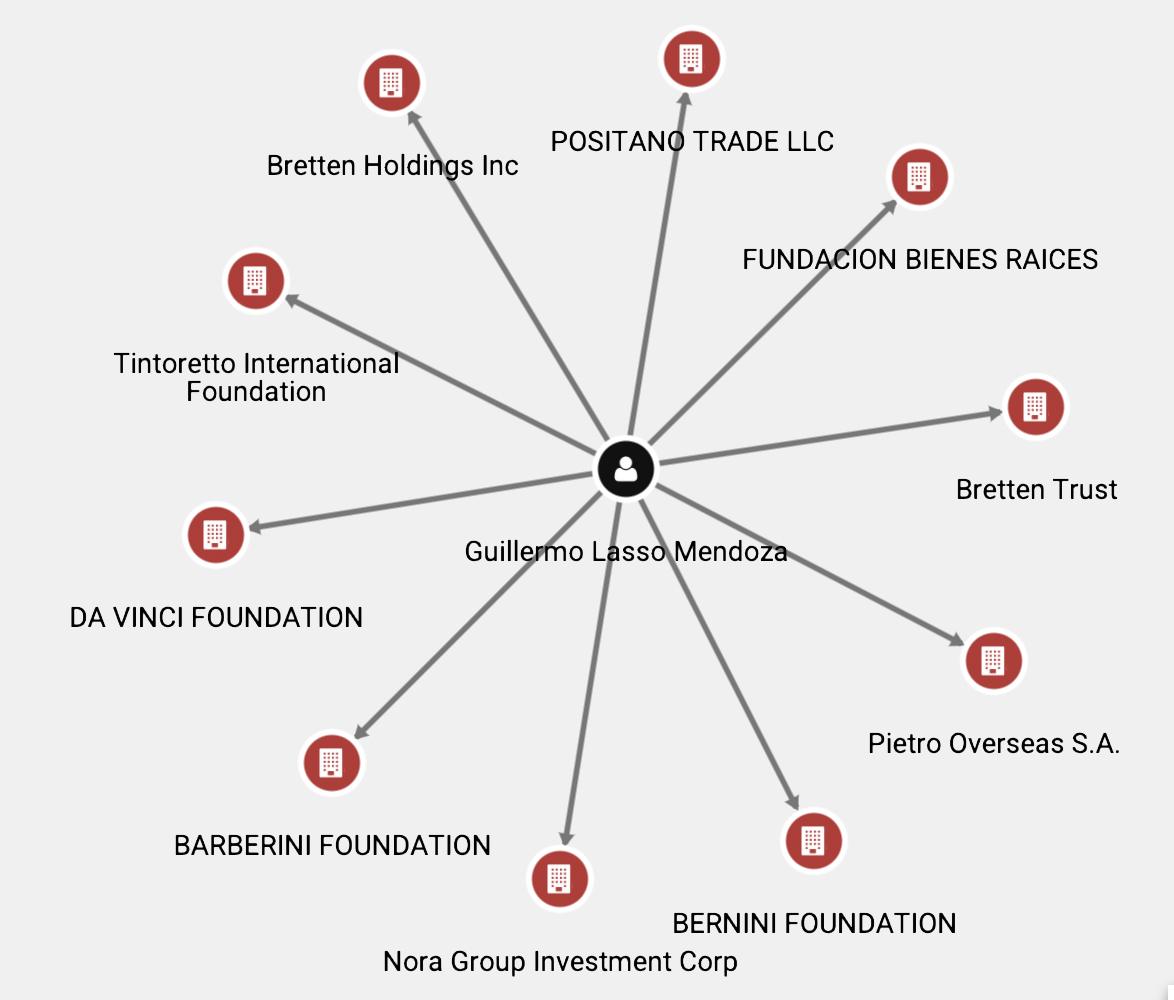 POSITANO TRADE LLC
Bretten Holdings Inc
FUNDACION BIENES RAICES
Tintoretto International
Foundation
Bretten Trust
Guillermo Lasso Mendoza
DA VINCI FOUNDATION
Pietro Overseas S.A.
BARBERINI FOUNDATION
BERNINI FOUNDATION
Nora Group Investment Corp